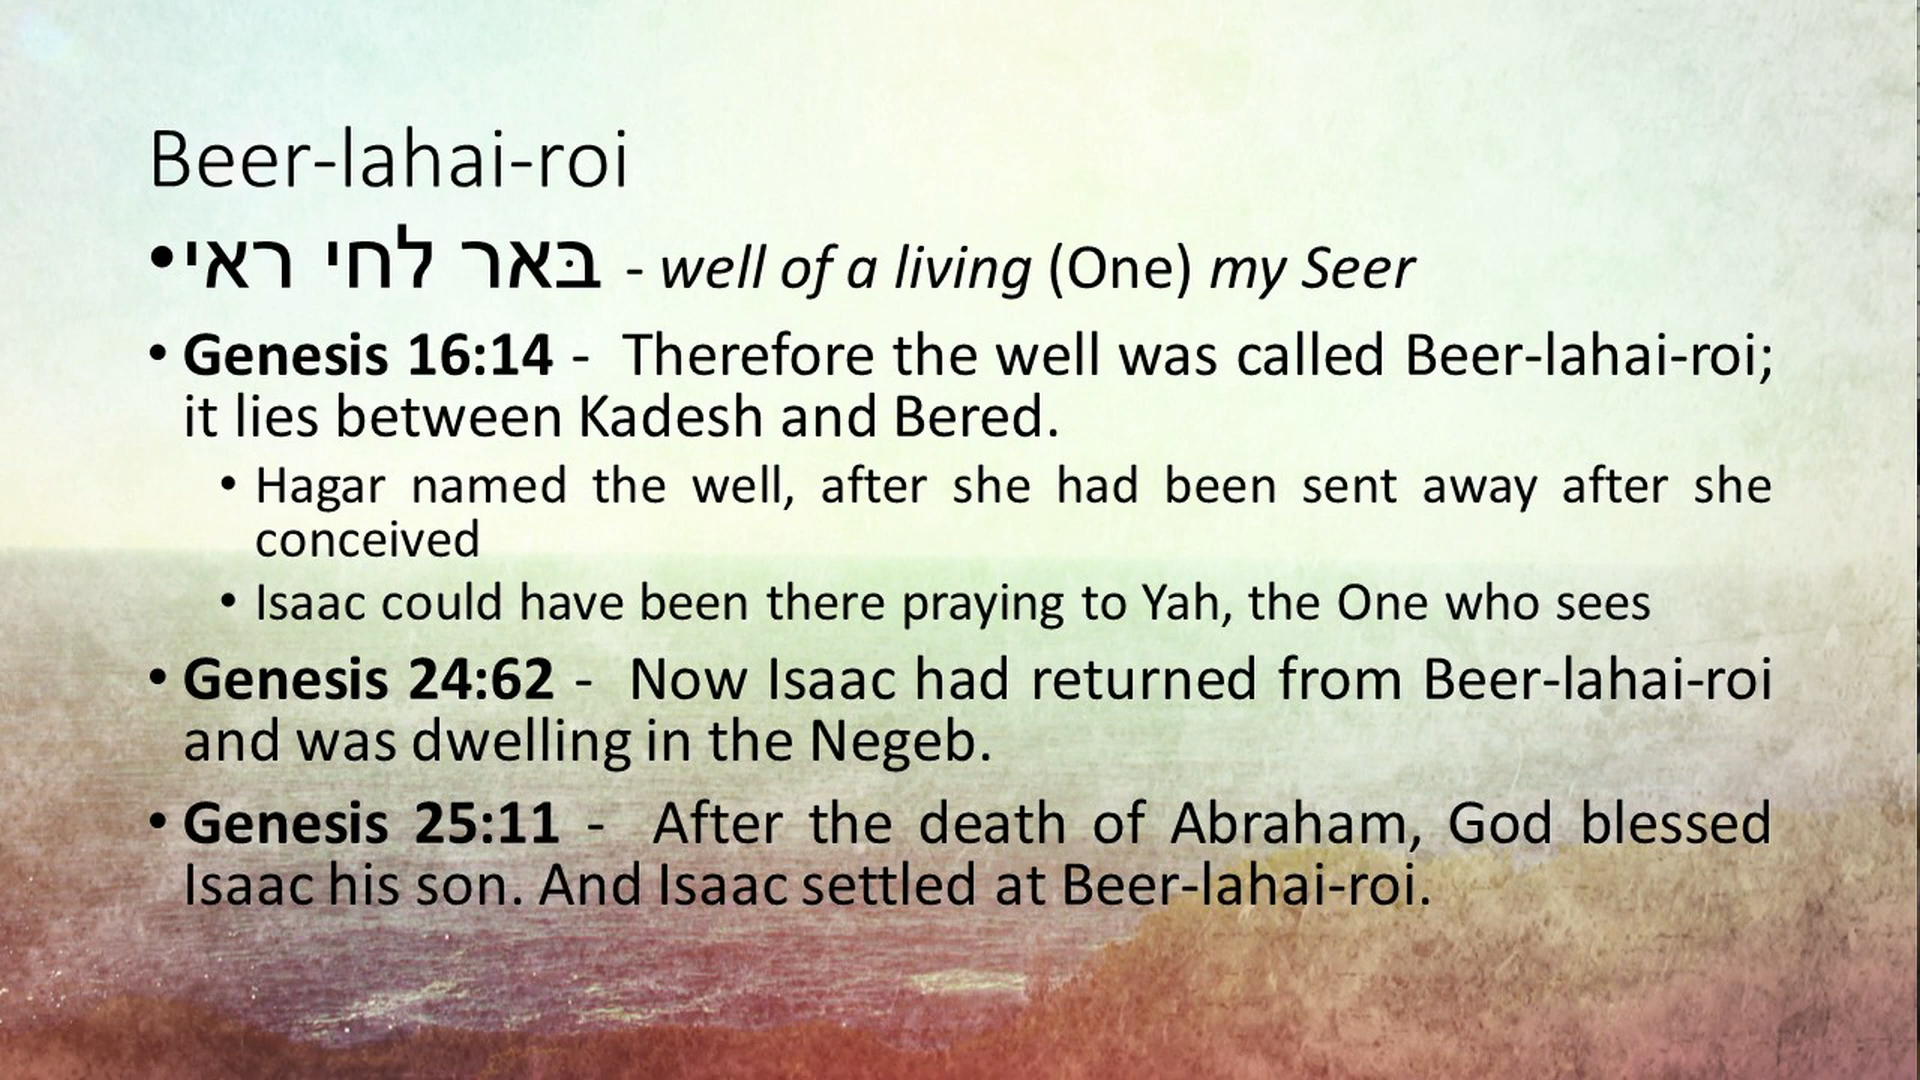 Beer-lahai-roi
•בּאר לחי ראי - well of a living (One) my Seer
• Genesis 16:14 - Therefore the well was called Beer-lahai-roi;
it lies between Kadesh and Bered.
• Hagar named the well, after she had been sent away after she
conceived
• Isaac could have been there praying to Yah, the One who sees
• Genesis 24:62 - Now Isaac had returned from Beer-lahai-roi
and was dwelling in the Negeb.
• Genesis 25:11 - After the death of Abraham, God blessed
Isaac his son. And Isaac settled at Beer-lahai-roi.